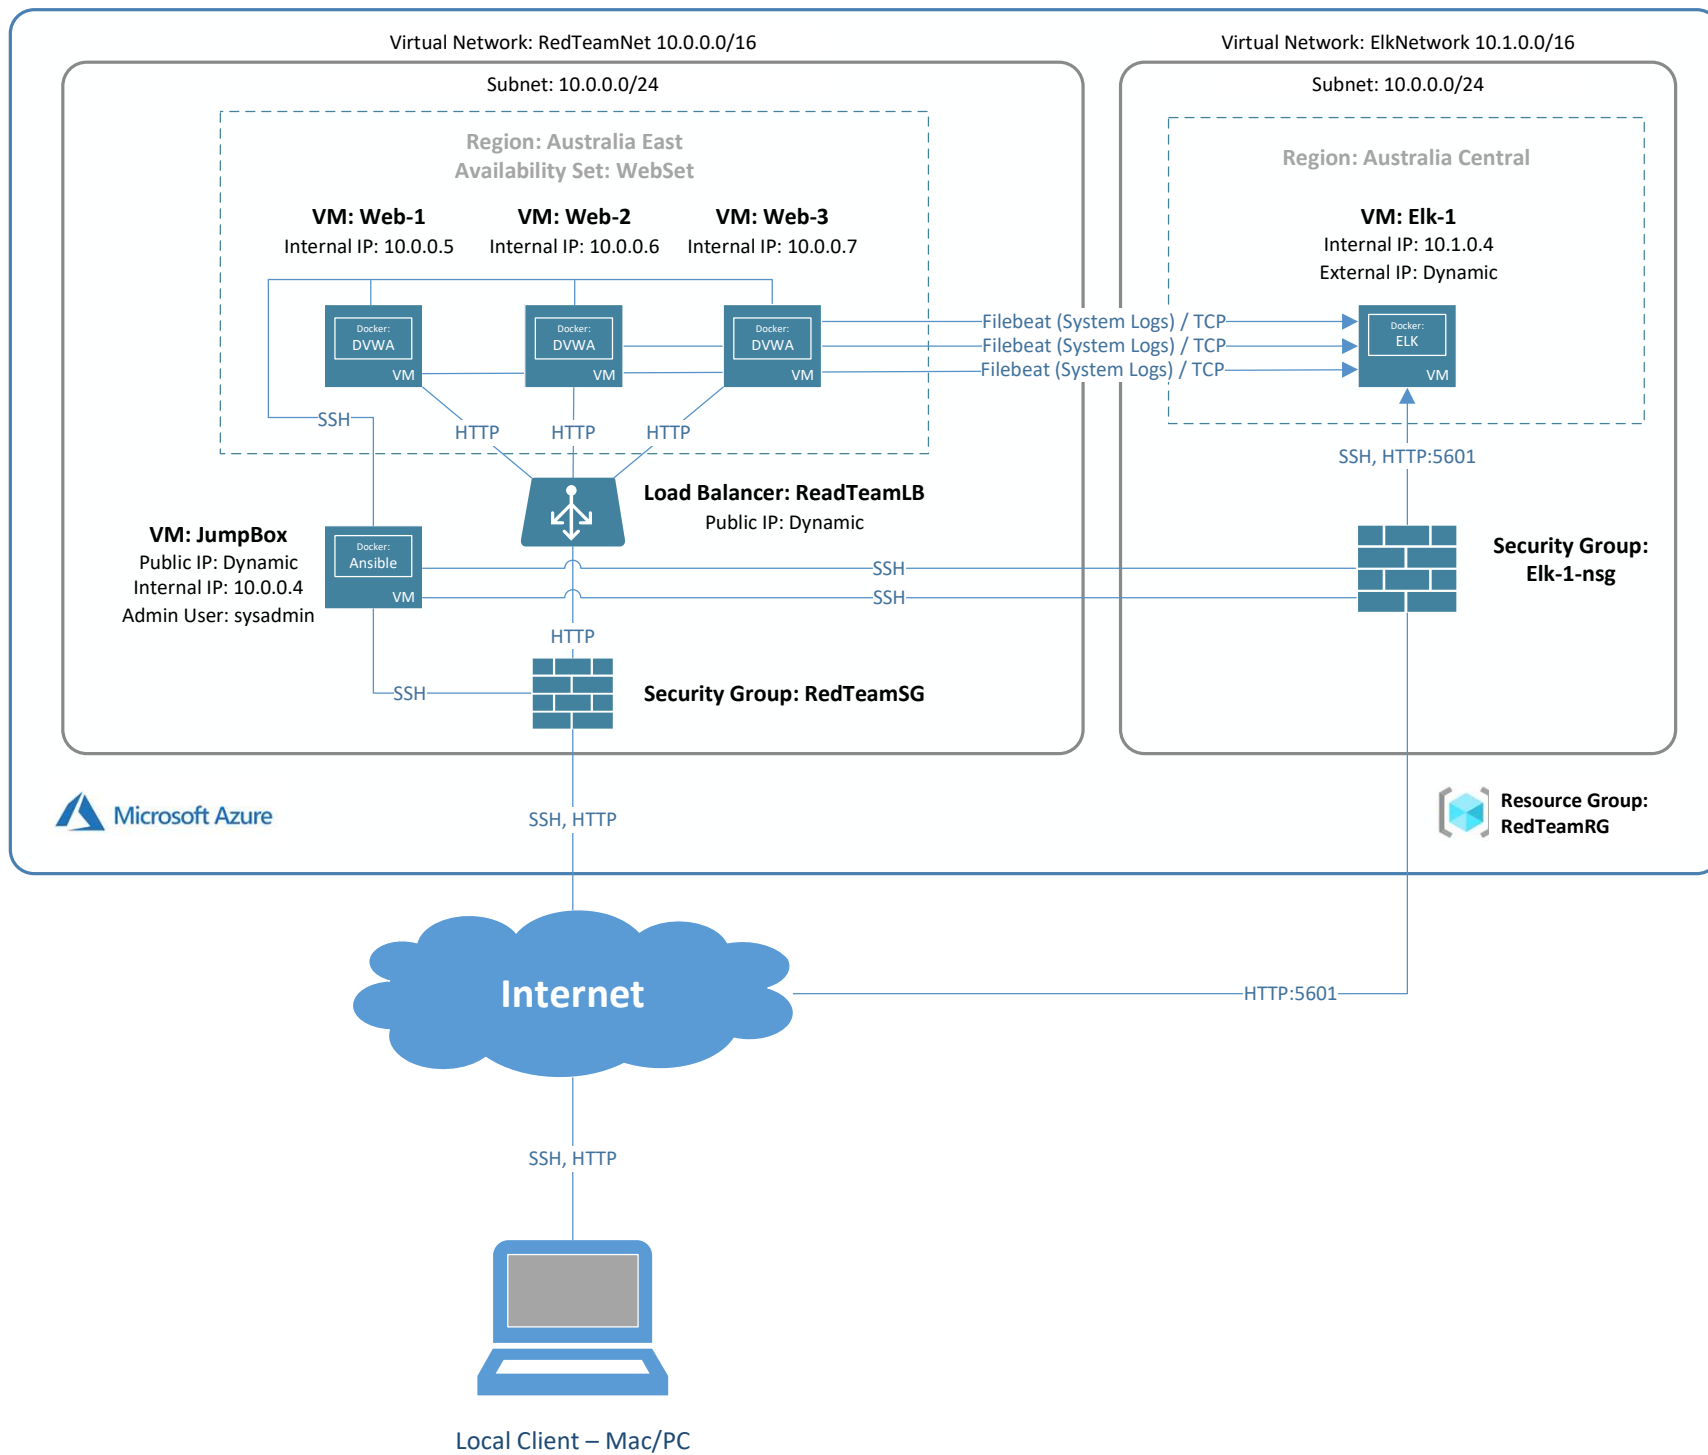 Virtual Network: RedTeamNet 10.0.0.0/16
Virtual Network: ElkNetwork 10.1.0.0/16
Subnet: 10.0.0.0/24
Subnet: 10.0.0.0/24
Region: Australia East
Availability Set: WebSet
Region: Australia Central
VM: Web-1
Internal IP: 10.0.0.5
VM: Web-2
Internal IP: 10.0.0.6
VM: Web-3
Internal IP: 10.0.0.7
VM: Elk-1
Internal IP: 10.1.0.4
External IP: Dynamic
Docker:
DVWA
VM
Docker:
DVWA
VM
Docker:
DVWA
VM
Filebeat (System Logs) / TCP
Filebeat (System Logs) / TCP
Filebeat (System Logs) / TCP
Docker:
ELK
VM
SSH
HTTP
HTTP
HTTP
SSH, HTTP:5601
Load Balancer: ReadTeamLB
Public IP: Dynamic
VM: JumpBox
Public IP: Dynamic
Internal IP: 10.0.0.4
Admin User: sysadmin
Docker:
Ansible
VM
SSH
SSH
Security Group:
Elk-1-nsg
HTTP
SSH
Security Group: RedTeamSG
Microsoft Azure
SSH, HTTP
Resource Group:
RedTeamRG
Internet
HTTP:5601
SSH, HTTP
Local Client – Mac/PC